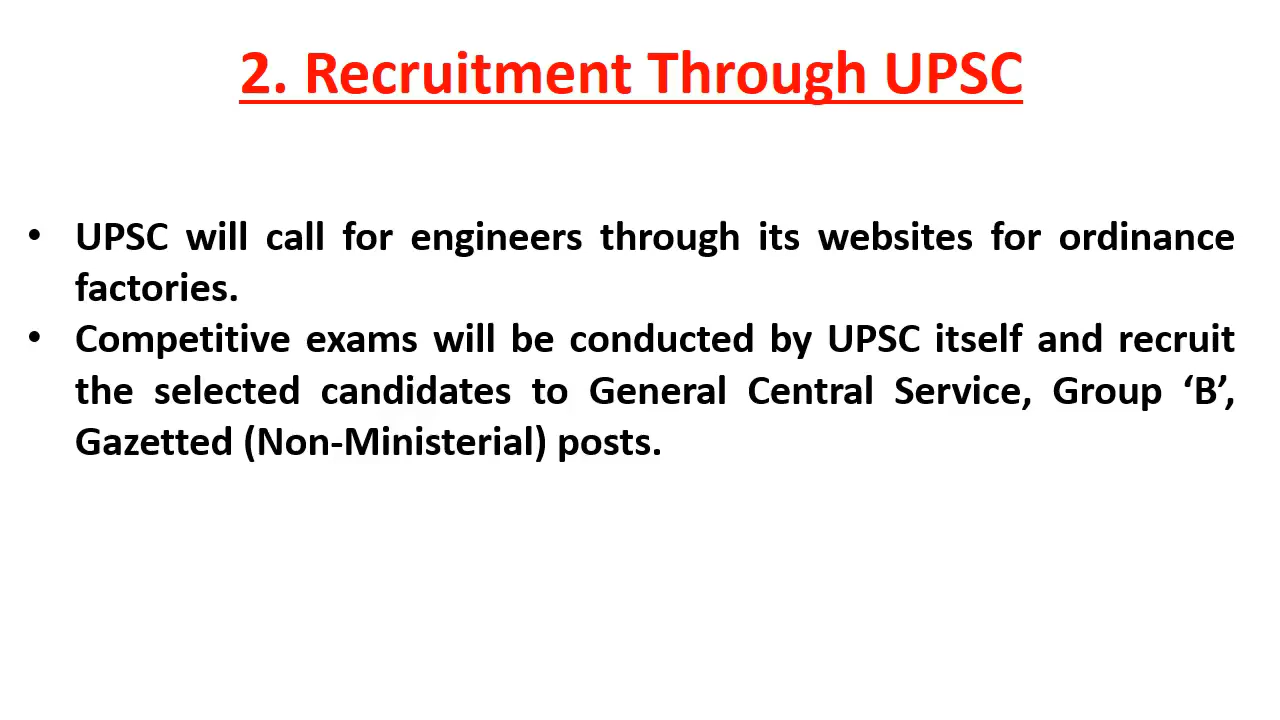 2. Recruitment Through UPSC
• UPSC will call for engineers through its websites for ordinance
factories.
• Competitive exams will be conducted by UPSC itself and recruit
the selected candidates to General Central Service, Group ‘B’,
Gazetted (Non-Ministerial) posts.